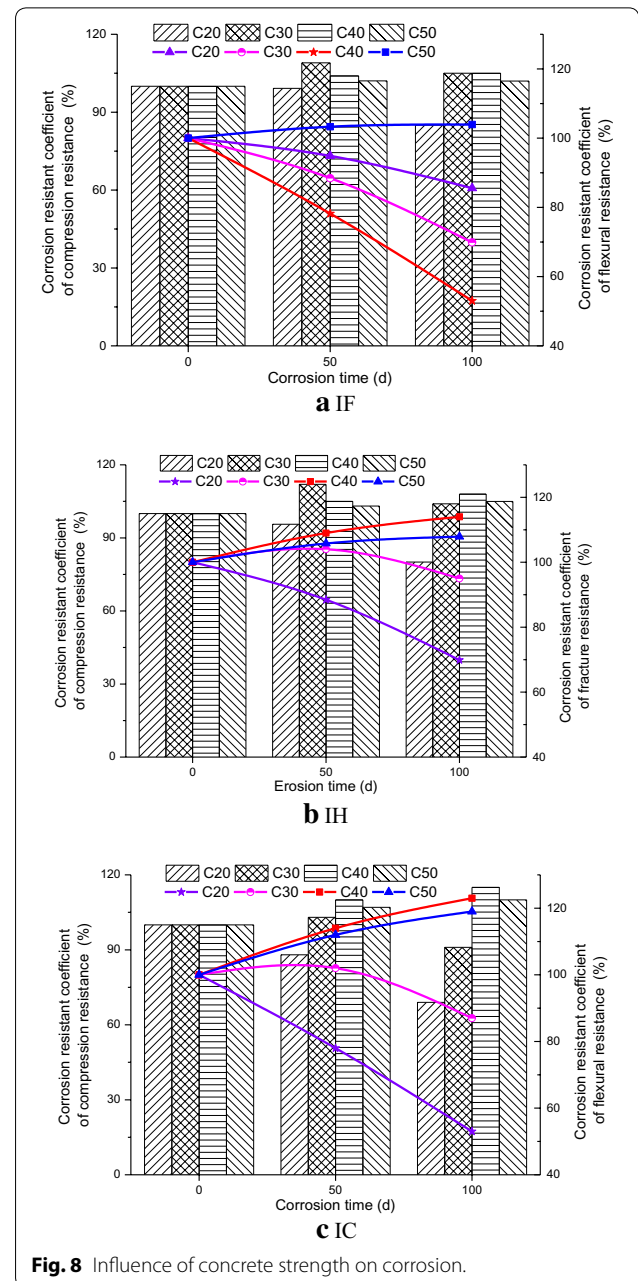 C20 C30 C40 C50
C20 C30 C40 C50
Corrosion resistant coefficient
of compression resistance (%)
120
90
60
30
0
120
100
80
60
40
Corrosion resistant coefficient
of flexural resistance (%)
0 50 100
Corrosion time (d)
a IF
C20 C30 C40 C50
C20 C30 C40 C50
Corrosion resistant coefficient
of compression resistance (%)
120
90
60
30
0
120
100
80
60
40
Corrosion resistant coefficient
of fracture resistance (%)
0 50 100
Erosion time (d)
b IH
C20 C30 C40 C50
C20 C30 C40 C50
Corrosion resistant coefficient
of compression resistance (%)
120
90
60
30
0
120
100
80
60
40
Corrosion resistant coefficient
of flexural resistance (%)
0 50 100
Corrosion time (d)
c IC
Fig. 8 Influence of concrete strength on corrosion.